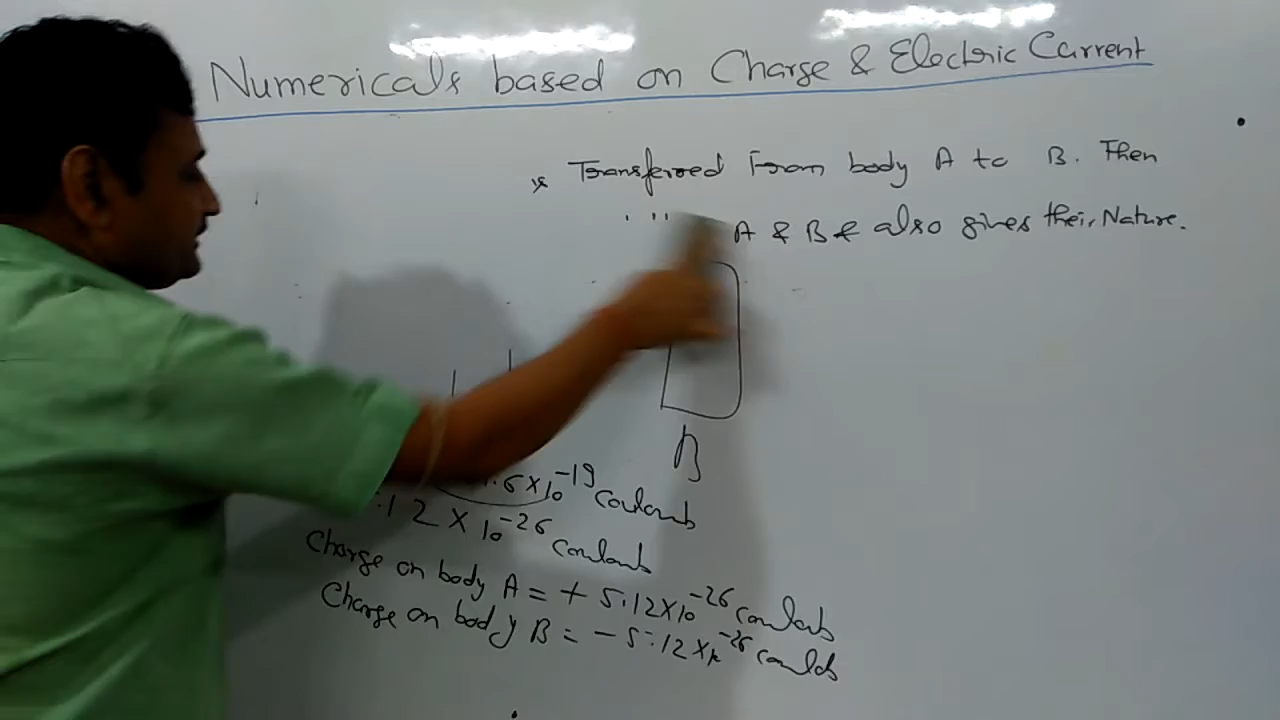 Numericals based on Charge & Electric Current
Transferred From body A to B. Then
A & B & also gives their Nature.
B
.6×10⁻¹⁹ Coulomb
.12 × 10⁻²⁶ Coulomb
Charge on body A = + 5.12×10⁻²⁶ Coulomb
Charge on body B = - 5.12 × 10⁻²⁶ Coulomb